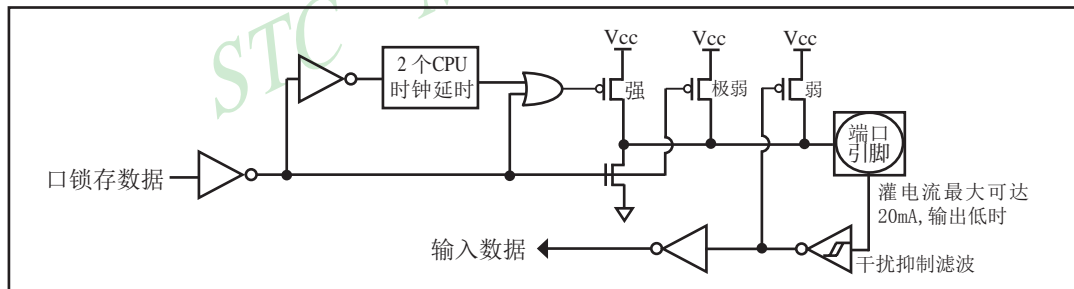 STC
Vcc
Vcc
Vcc
2 个CPU
时钟延时
强
极弱
弱
端口
引脚
口锁存数据
灌电流最大可达
20mA,输出低时
输入数据
干扰抑制滤波